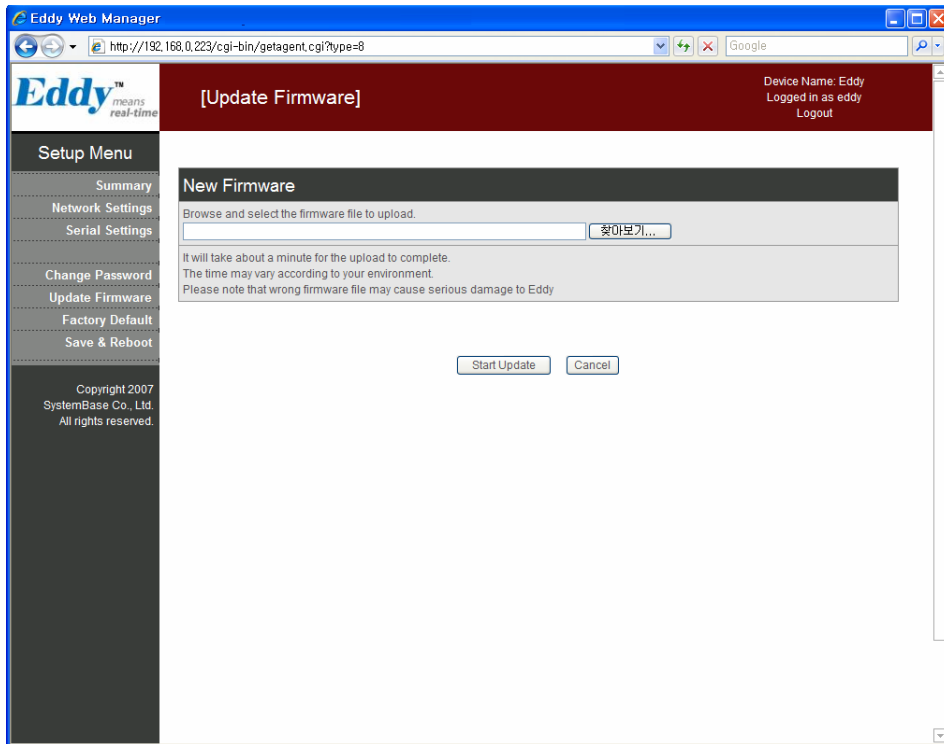 Eddy Web Manager
http://192,168,0,223/cgi-bin/getagent,cgi?type=8
Google
Eddy™ means real-time
[Update Firmware]
Device Name: Eddy
Logged in as eddy
Logout
Setup Menu
Summary
Network Settings
Serial Settings
Change Password
Update Firmware
Factory Default
Save & Reboot
Copyright 2007
SystemBase Co., Ltd.
All rights reserved.
New Firmware
Browse and select the firmware file to upload.
찾아보기...
It will take about a minute for the upload to complete.
The time may vary according to your environment.
Please note that wrong firmware file may cause serious damage to Eddy
Start Update
Cancel